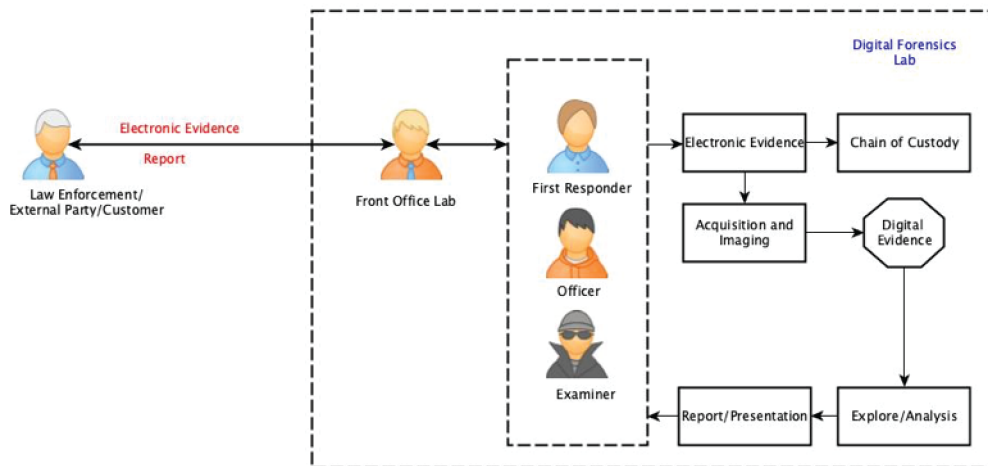 Digital Forensics
Lab
Electronic Evidence
Report
Law Enforcement/
External Party/Customer
Front Office Lab
First Responder
Officer
Examiner
Electronic Evidence
Chain of Custody
Acquisition and
Imaging
Digital
Evidence
Report/Presentation
Explore/Analysis